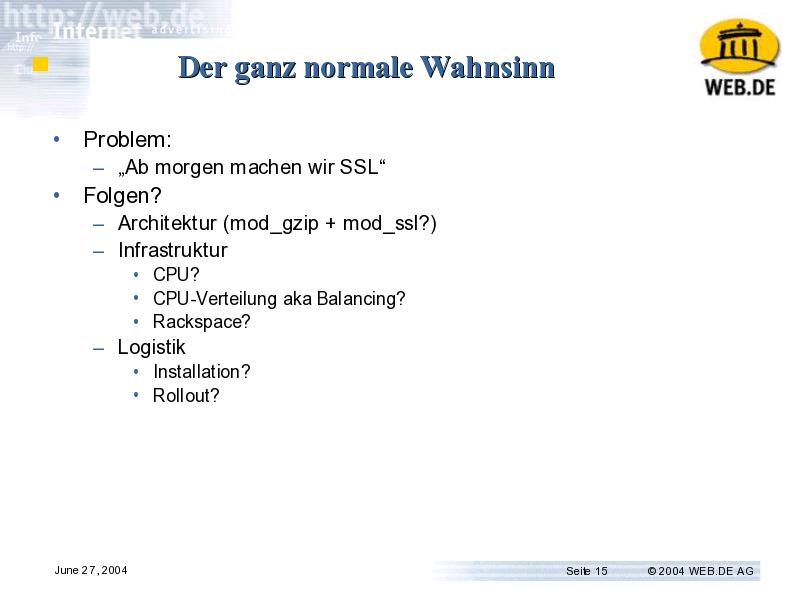 http://web.de
Internet advertising
Info
http://
Der ganz normale Wahnsinn
WEB.DE
• Problem:
– „Ab morgen machen wir SSL“
• Folgen?
– Architektur (mod_gzip + mod_ssl?)
– Infrastruktur
• CPU?
• CPU-Verteilung aka Balancing?
• Rackspace?
– Logistik
• Installation?
• Rollout?
June 27, 2004
Seite 15
© 2004 WEB.DE AG